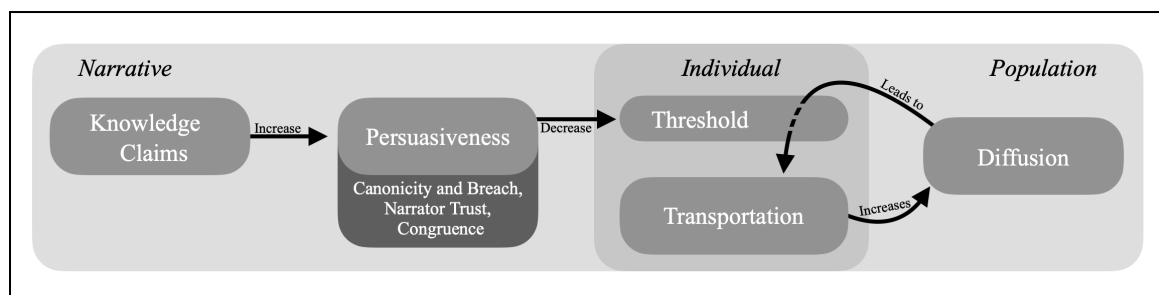 Narrative
Individual
Population
Knowledge
Claims
Increase
Persuasiveness
Canonicity and Breach,
Narrator Trust,
Congruence
Decrease
Threshold
Transportation
Increases
Leads to
Diffusion